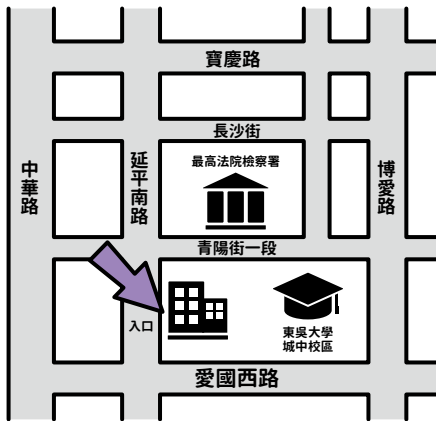 寶慶路
長沙街
中華路
延平南路
最高法院檢察署
博愛路
青陽街一段
入口
東吳大學
城中校區
愛國西路